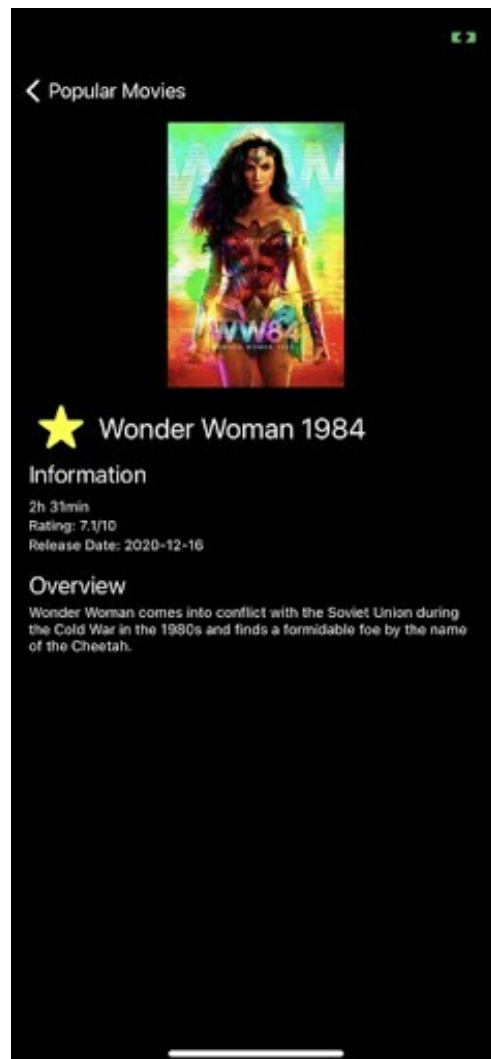 Popular Movies
WW84
Wonder Woman 1984
Information
2h 31min
Rating: 7.1/10
Release Date: 2020-12-16
Overview
Wonder Woman comes into conflict with the Soviet Union during
the Cold War in the 1980s and finds a formidable foe by the name
of the Cheetah.